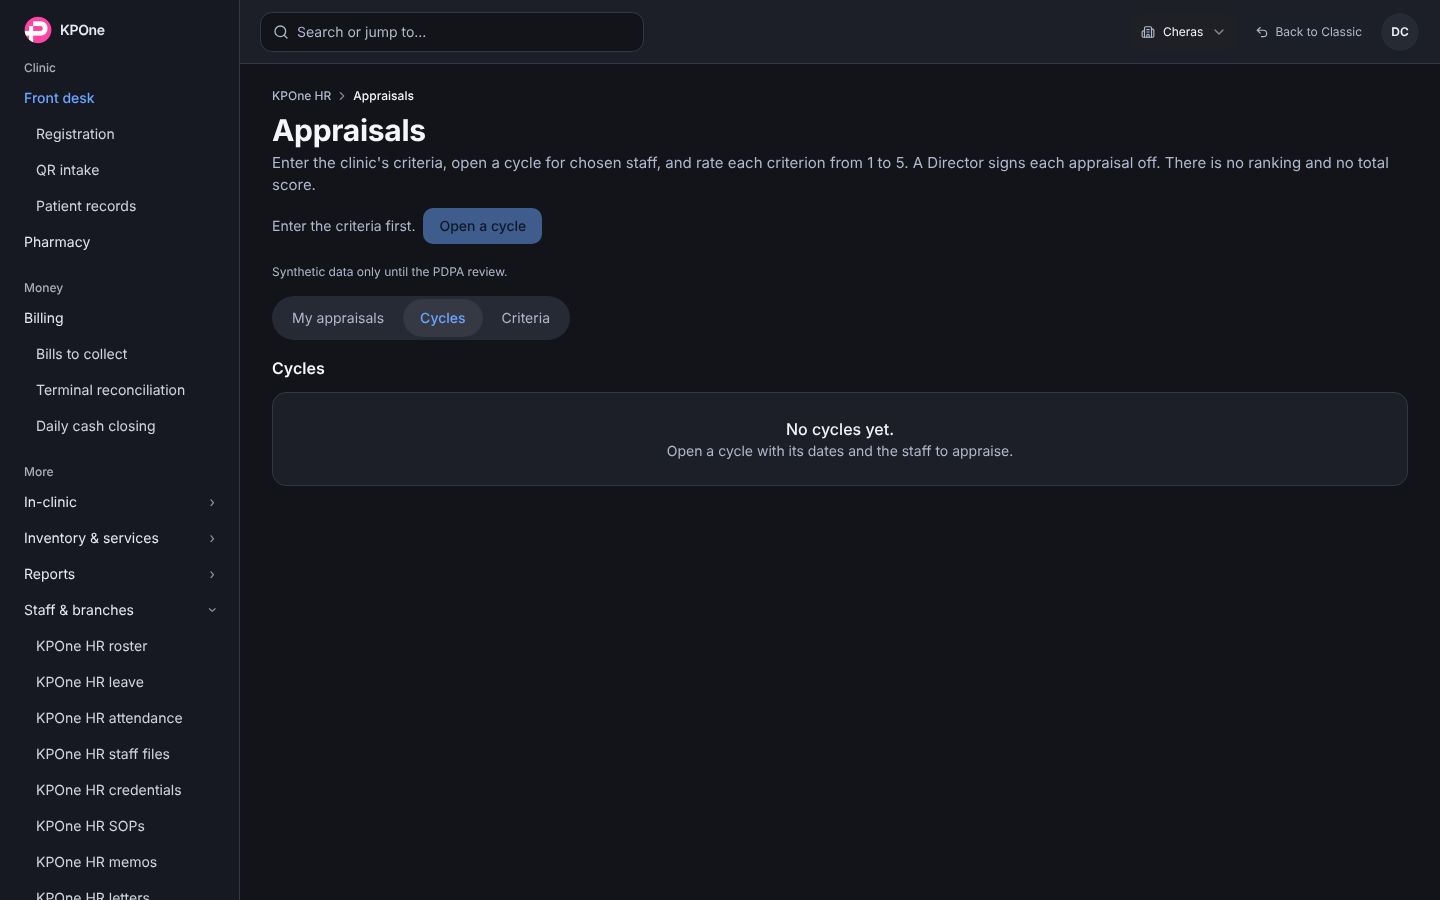 KPOne
Clinic
Front desk
Registration
QR intake
Patient records
Pharmacy
Money
Billing
Bills to collect
Terminal reconciliation
Daily cash closing
More
In-clinic
Inventory & services
Reports
Staff & branches
KPOne HR roster
KPOne HR leave
KPOne HR attendance
KPOne HR staff files
KPOne HR credentials
KPOne HR SOPs
KPOne HR memos
KPOne HR letters
Search or jump to...
Cheras
Back to Classic
DC
KPOne HR > Appraisals
Appraisals
Enter the clinic's criteria, open a cycle for chosen staff, and rate each criterion from 1 to 5. A Director signs each appraisal off. There is no ranking and no total
score.
Enter the criteria first. Open a cycle
Synthetic data only until the PDPA review.
My appraisals Cycles Criteria
Cycles
No cycles yet.
Open a cycle with its dates and the staff to appraise.